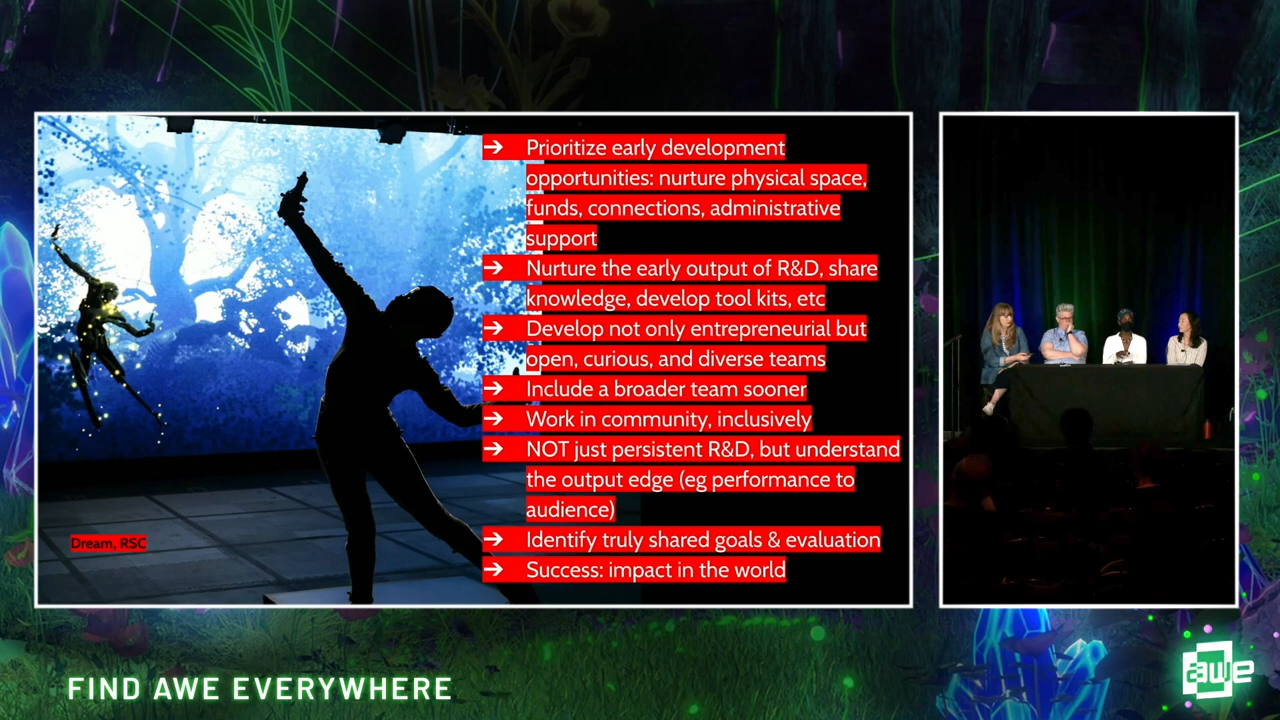 ➔ Prioritize early development
opportunities: nurture physical space,
funds, connections, administrative
support
➔ Nurture the early output of R&D, share
knowledge, develop tool kits, etc
➔ Develop not only entrepreneurial but
open, curious, and diverse teams
➔ Include a broader team sooner
➔ Work in community, inclusively
➔ NOT just persistent R&D, but understand
the output edge (eg performance to
audience)
➔ Identify truly shared goals & evaluation
➔ Success: impact in the world
Dream, RSC
FIND AWE EVERYWHERE
awe